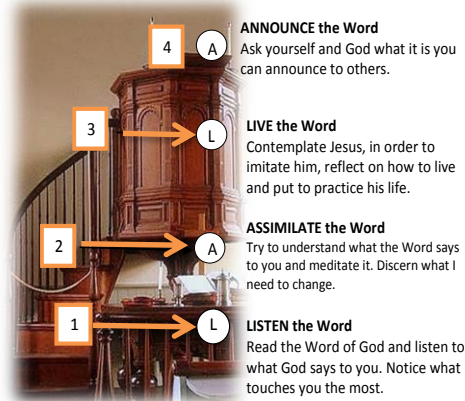 4
A
ANNOUNCE the Word
Ask yourself and God what it is you
can announce to others.
3
L
LIVE the Word
Contemplate Jesus, in order to
imitate him, reflect on how to live
and put to practice his life.
2
A
ASSIMILATE the Word
Try to understand what the Word says
to you and meditate it. Discern what I
need to change.
1
L
LISTEN the Word
Read the Word of God and listen to
what God says to you. Notice what
touches you the most.